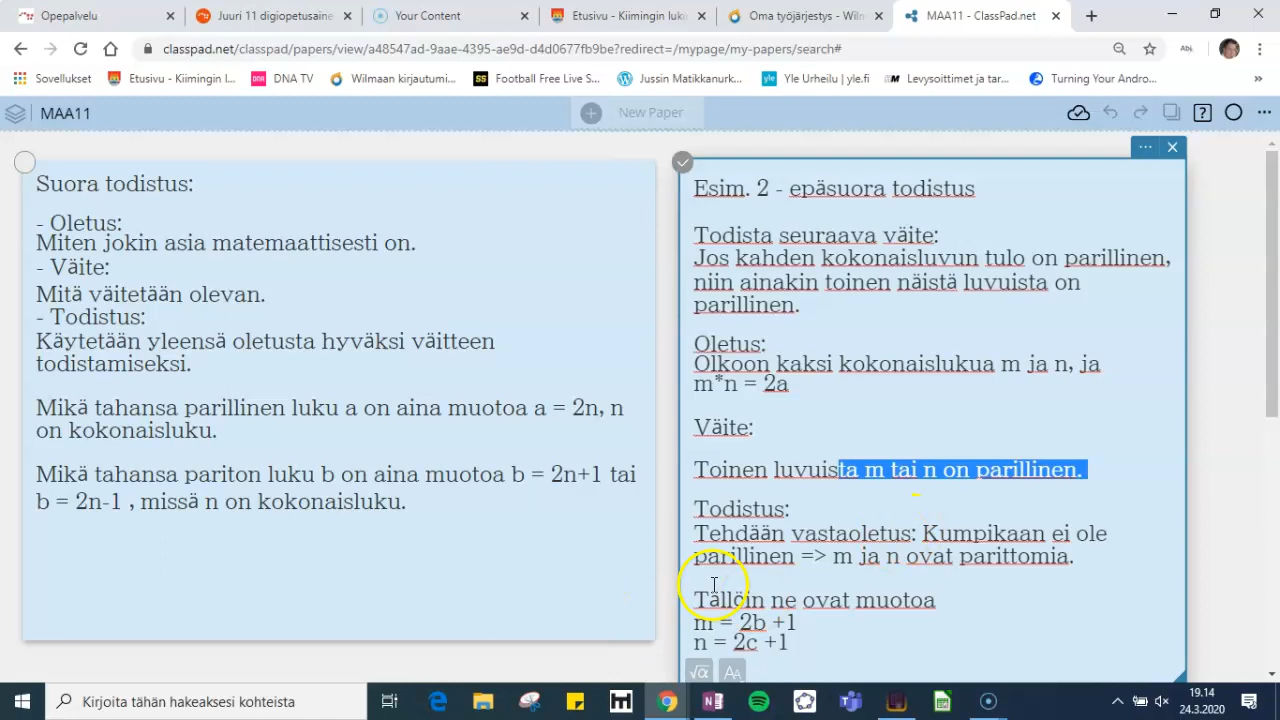 Opepalvelu
Juuri 11 digiopetusaine
Your Content
Etusivu - Kiimingin luko
Oma työjärjestys - Wilm
MAA11 - ClassPad.net
classpad.net/classpad/papers/view/a48547ad-9aae-4395-ae9d-d4d0677fb9be?redirect=/mypage/my-papers/search#
Sovellukset
Etusivu - Kiimingin l...
DNA TV
Wilmaan kirjautumi...
Football Free Live S...
Jussin Matikkanurk...
Yle Urheilu | yle.fi
Levysoittimet ja tar...
Turning Your Andro...
MAA11
New Paper
Suora todistus:
- Oletus:
Miten jokin asia matemaattisesti on.
- Väite:
Mitä väitetään olevan.
- Todistus:
Käytetään yleensä oletusta hyväksi väitteen
todistamiseksi.
Mikä tahansa parillinen luku a on aina muotoa a = 2n, n
on kokonaisluku.
Mikä tahansa pariton luku b on aina muotoa b = 2n+1 tai
b = 2n-1 , missä n on kokonaisluku.
Esim. 2 - epäsuora todistus
Todista seuraava väite:
Jos kahden kokonaisluvun tulo on parillinen,
niin ainakin toinen näistä luvuista on
parillinen.
Oletus:
Olkoon kaksi kokonaislukua m ja n, ja
m*n = 2a
Väite:
Toinen luvuista m tai n on parillinen.
Todistus:
Tehdään vastaoletus: Kumpikaan ei ole
parillinen => m ja n ovat parittomia.
Tällöin ne ovat muotoa
m = 2b +1
n = 2c +1
Kirjoita tähän hakeaksesi kohteista
19.14
24.3.2020